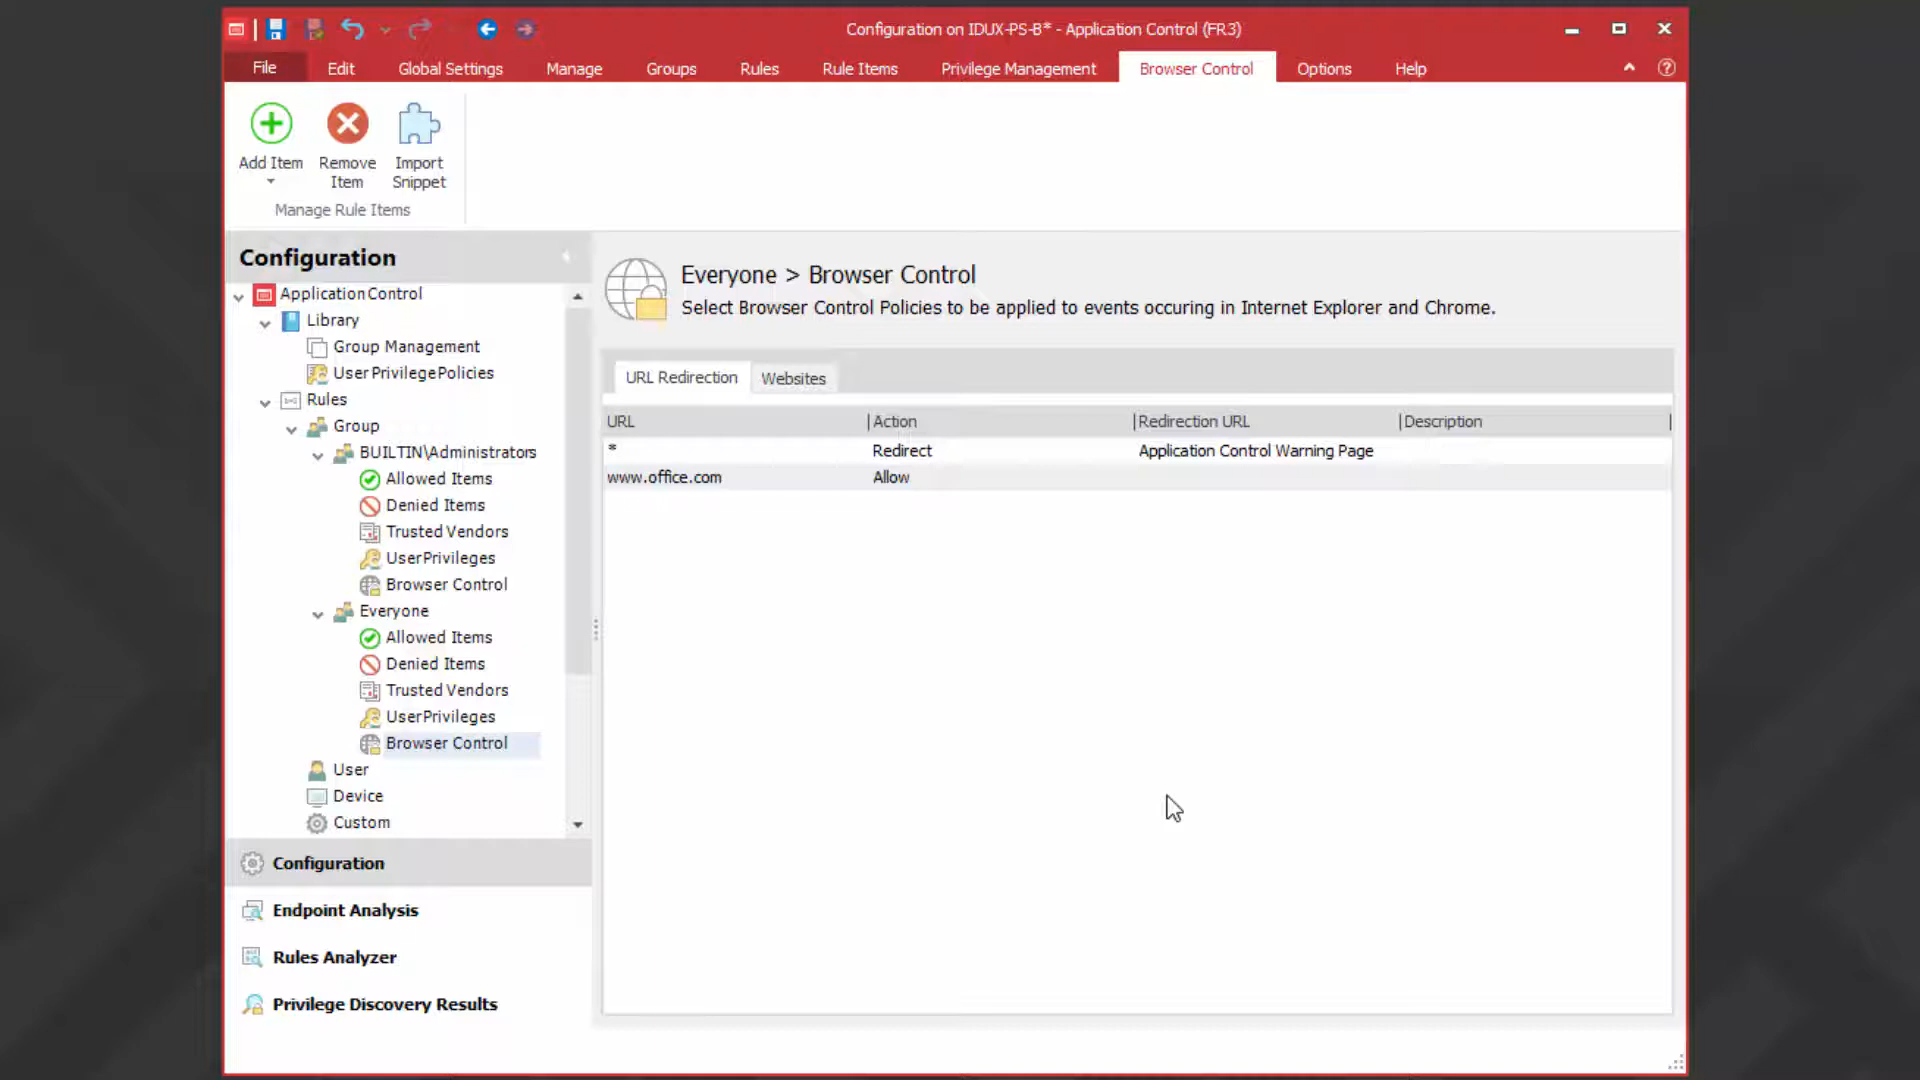 Configuration on IDUX-PS-B* - Application Control (FR3)
File Edit Global Settings Manage Groups Rules Rule Items Privilege Management Browser Control Options Help
Add Item
Remove Item
Import Snippet
Manage Rule Items
Configuration
Application Control
Library
Group Management
User Privilege Policies
Rules
Group
BUILTIN\Administrators
Allowed Items
Denied Items
Trusted Vendors
User Privileges
Browser Control
Everyone
Allowed Items
Denied Items
Trusted Vendors
User Privileges
Browser Control
User
Device
Custom
Configuration
Endpoint Analysis
Rules Analyzer
Privilege Discovery Results
Everyone > Browser Control
Select Browser Control Policies to be applied to events occuring in Internet Explorer and Chrome.
URL Redirection Websites
URL Action Redirection URL Description
* Redirect Application Control Warning Page
www.office.com Allow